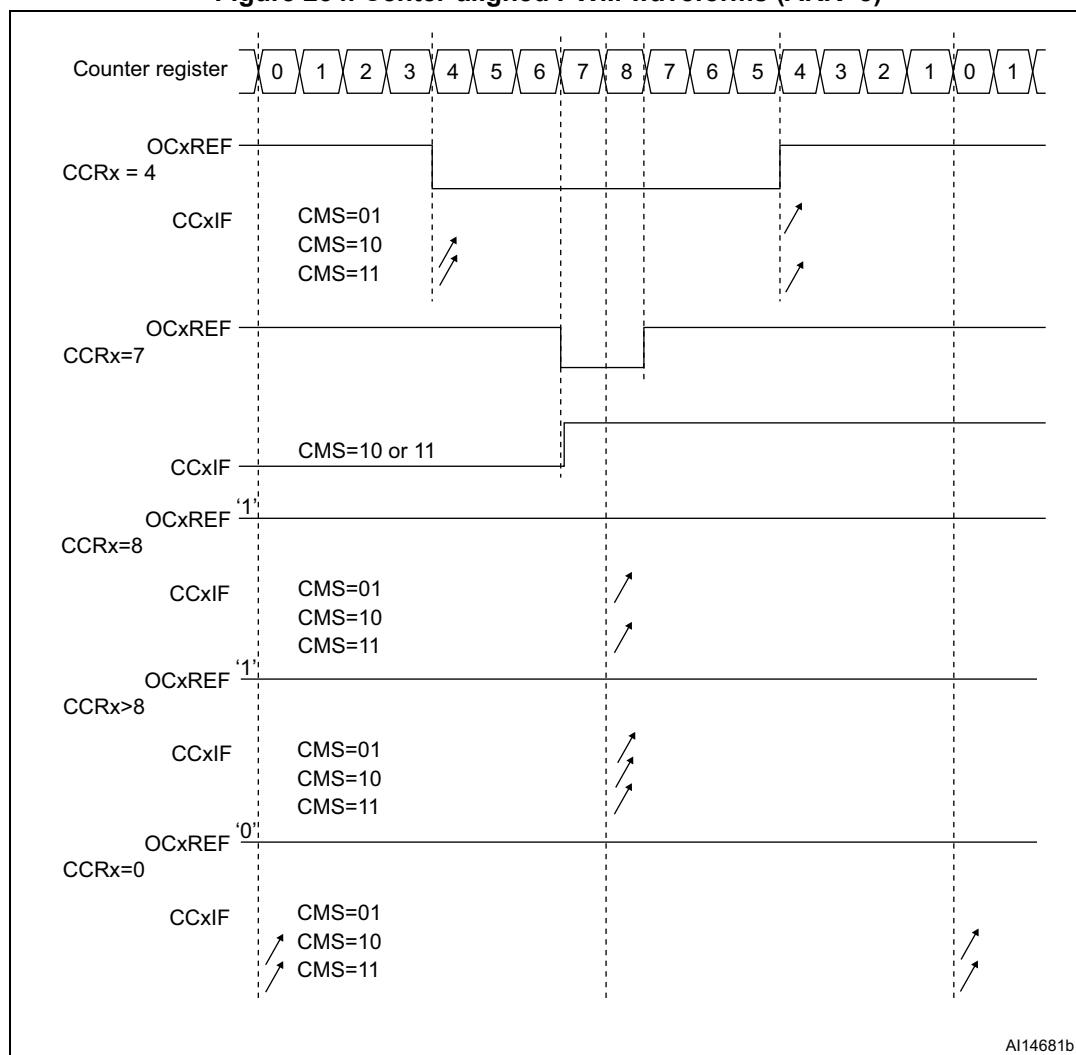 Counter register 0 1 2 3 4 5 6 7 8 7 6 5 4 3 2 1 0 1
OCxREF
CCRx = 4
CCxIF
CMS=01
CMS=10
CMS=11
OCxREF
CCRx=7
CMS=10 or 11
CCxIF
OCxREF '1'
CCRx=8
CCxIF
CMS=01
CMS=10
CMS=11
OCxREF '1'
CCRx>8
CCxIF
CMS=01
CMS=10
CMS=11
OCxREF '0'
CCRx=0
CCxIF
CMS=01
CMS=10
CMS=11
AI14681b